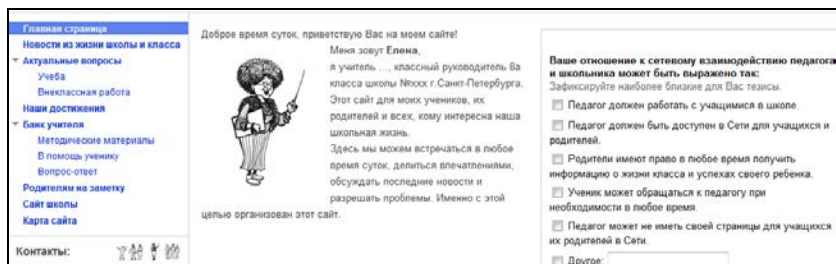 Главная страница
Новости из жизни школы и класса
Актуальные вопросы
Учеба
Внеклассная работа
Наши достижения
Банк учителя
Методические материалы
В помощь ученику
Вопрос-ответ
Родителям на заметку
Сайт школы
Карта сайта
Контакты:
Доброе время суток, приветствую Вас на моем сайте!
Меня зовут Елена,
я учитель ..., классный руководитель 8а
класса школы №xxx г.Санкт-Петербурга.
Этот сайт для моих учеников, их
родителей и всех, кому интересна наша
школьная жизнь.
Здесь мы можем встречаться в любое
время суток, делиться впечатлениями,
обсуждать последние новости и
разрешать проблемы. Именно с этой
целью организован этот сайт.
Ваше отношение к сетевому взаимодействию педагога
и школьника может быть выражено так:
Зафиксируйте наиболее близкие для Вас тезисы.
Педагог должен работать с учащимися в школе.
Педагог должен быть доступен в Сети для учащихся и
родителей.
Родители имеют право в любое время получить
информацию о жизни класса и успехах своего ребенка.
Ученик может обращаться к педагогу при
необходимости в любое время.
Педагог может не иметь своей страницы для учащихся
их родителей в Сети.
Другое: